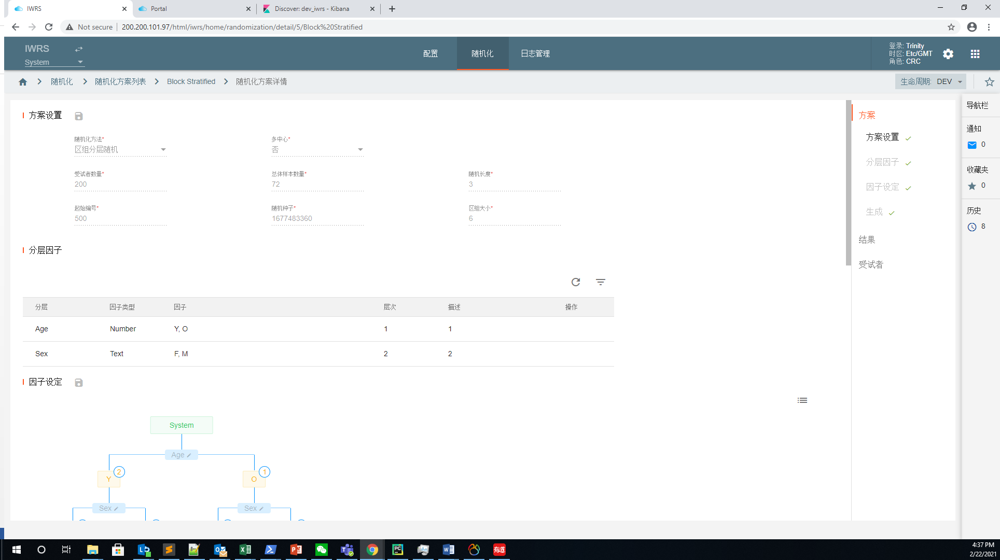 IWRS
Portal
Discover: dev_iwrs - Kibana
Not secure
200.200.101.97/html/iwrs/home/randomization/detail/5/Block%20Stratified
IWRS
System
配置
随机化
日志管理
登录: Trinity
时区: Etc/GMT
角色: CRC
随机化
随机化方案列表
Block Stratified
随机化方案详情
生命周期: DEV
方案设置
随机化方法*
区组分层随机
多中心*
否
受试者数量*
200
总体样本数量*
72
随机长度*
3
起始编号*
500
随机种子*
1677483360
区组大小*
6
分层因子
分层 因子类型 因子 层次 描述 操作
Age Number Y, O 1 1
Sex Text F, M 2 2
因子设定
System
Age
Y 2
O 1
Sex
Sex
方案
方案设置
分层因子
因子设定
生成
结果
受试者
导航栏
通知
0
收藏夹
0
历史
8
有道
4:37 PM
2/22/2021